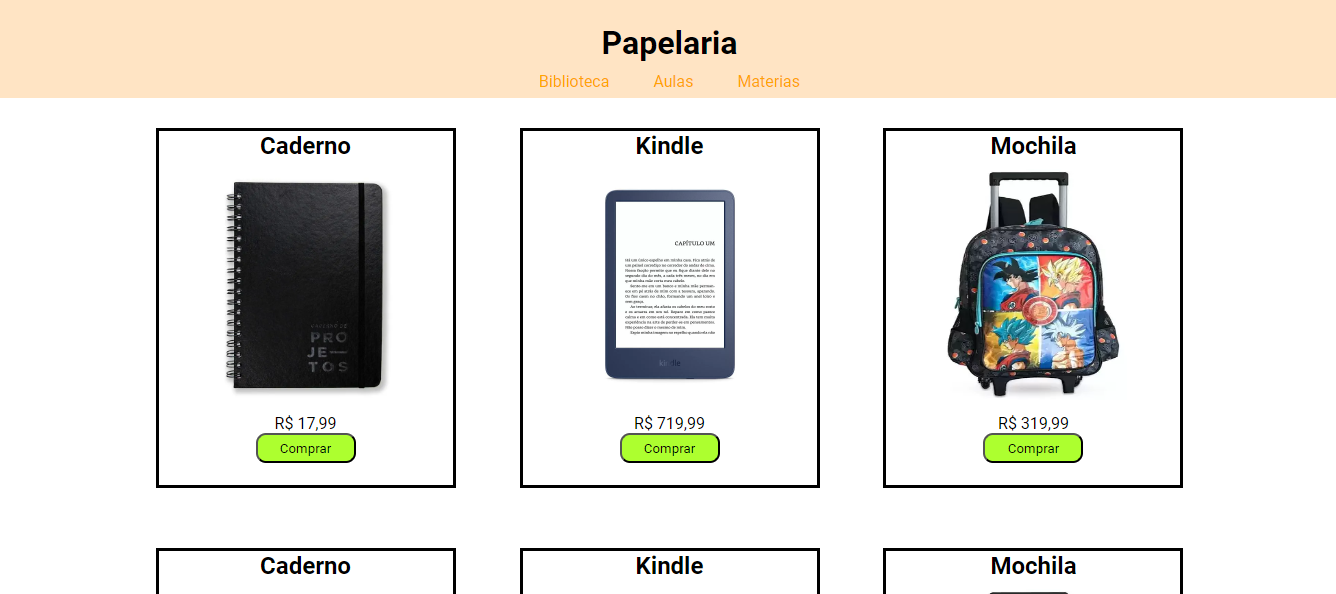 Papelaria
Biblioteca Aulas Materias
Caderno Kindle Mochila
PRO
JE—
TOS
CAPÍTULO UM
kindle
R$ 17,99 R$ 719,99 R$ 319,99
Comprar Comprar Comprar
Caderno Kindle Mochila